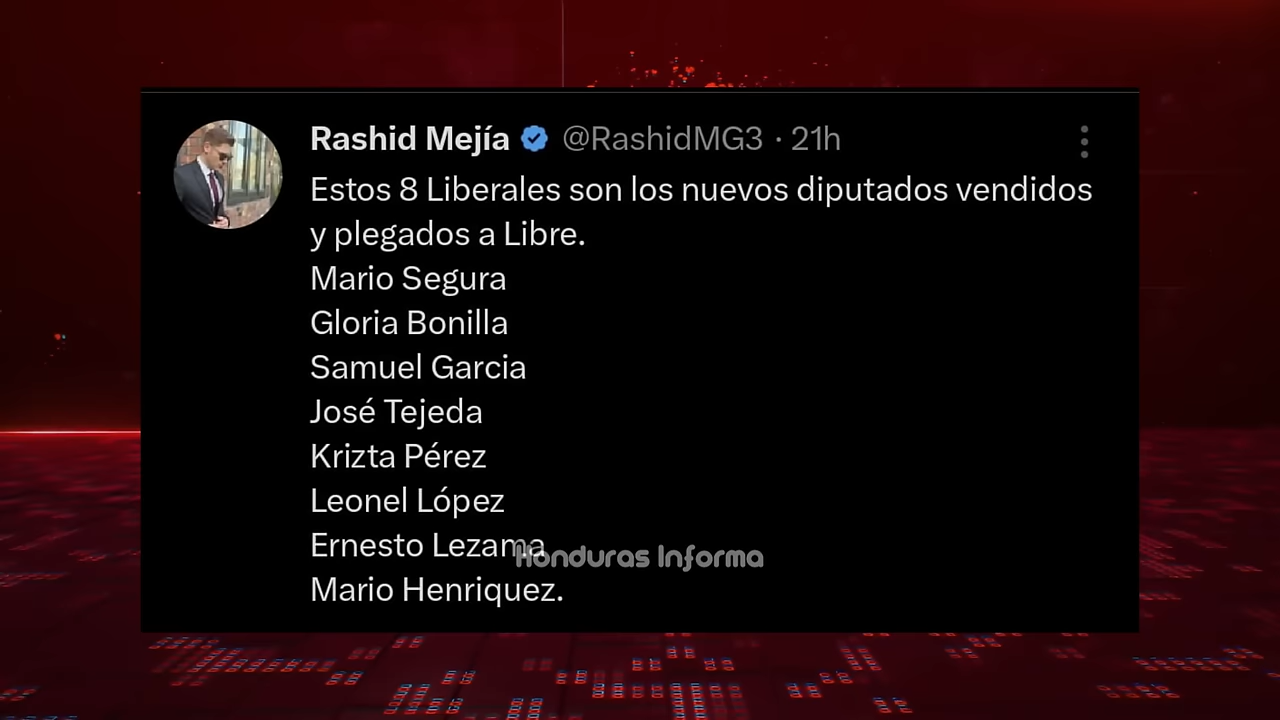 Rashid Mejía @RashidMG3 · 21h
Estos 8 Liberales son los nuevos diputados vendidos
y plegados a Libre.
Mario Segura
Gloria Bonilla
Samuel Garcia
José Tejeda
Krizta Pérez
Leonel López
Ernesto Lezama
Honduras Informa
Mario Henriquez.